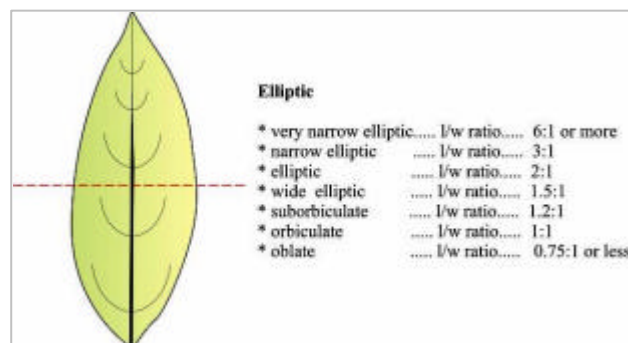 Elliptic
* very narrow elliptic..... l/w ratio..... 6:1 or more
* narrow elliptic ..... l/w ratio..... 3:1
* elliptic ..... l/w ratio..... 2:1
* wide elliptic ..... l/w ratio..... 1.5:1
* suborbiculate ..... l/w ratio..... 1.2:1
* orbiculate ..... l/w ratio..... 1:1
* oblate ..... l/w ratio..... 0.75:1 or less